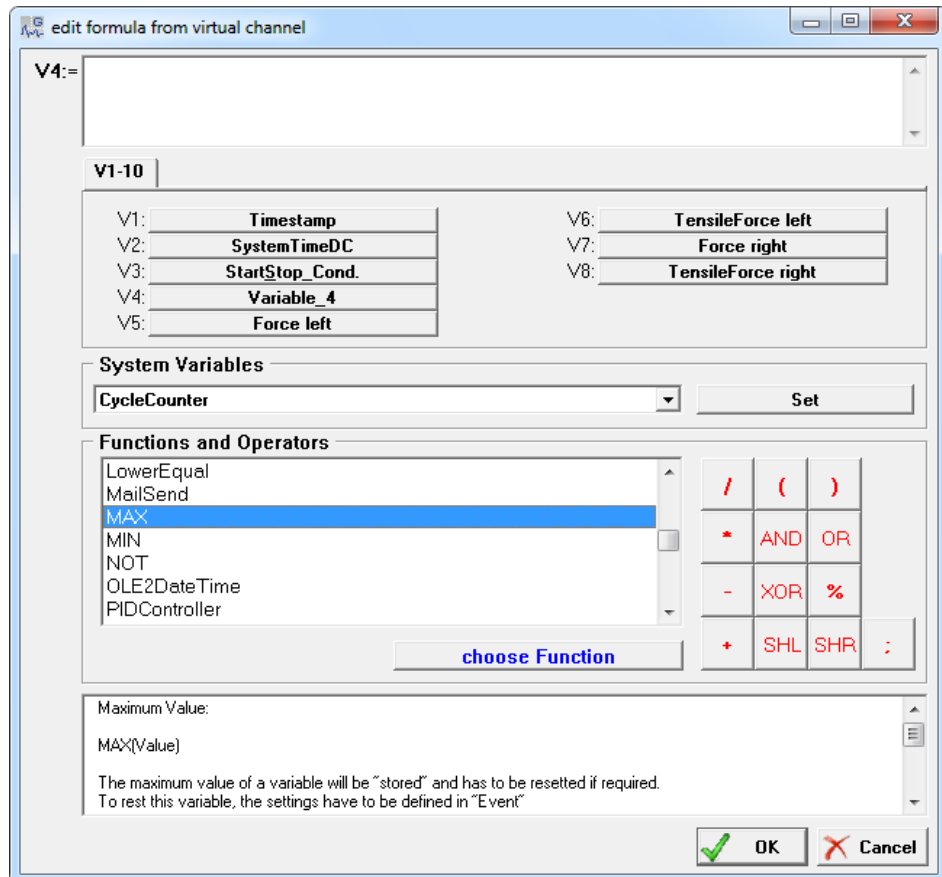 edit formula from virtual channel
V4:=
V1-10
V1: Timestamp
V2: SystemTimeDC
V3: StartStop_Cond.
V4: Variable_4
V5: Force left
V6: TensileForce left
V7: Force right
V8: TensileForce right
System Variables
CycleCounter
Set
Functions and Operators
LowerEqual
MailSend
MAX
MIN
NOT
OLE2DateTime
PIDController
/ ( )
* AND OR
- XOR %
+ SHL SHR ;
choose Function
Maximum Value:
MAX(Value)
The maximum value of a variable will be "stored" and has to be resetted if required.
To rest this variable, the settings have to be defined in "Event"
OK
Cancel